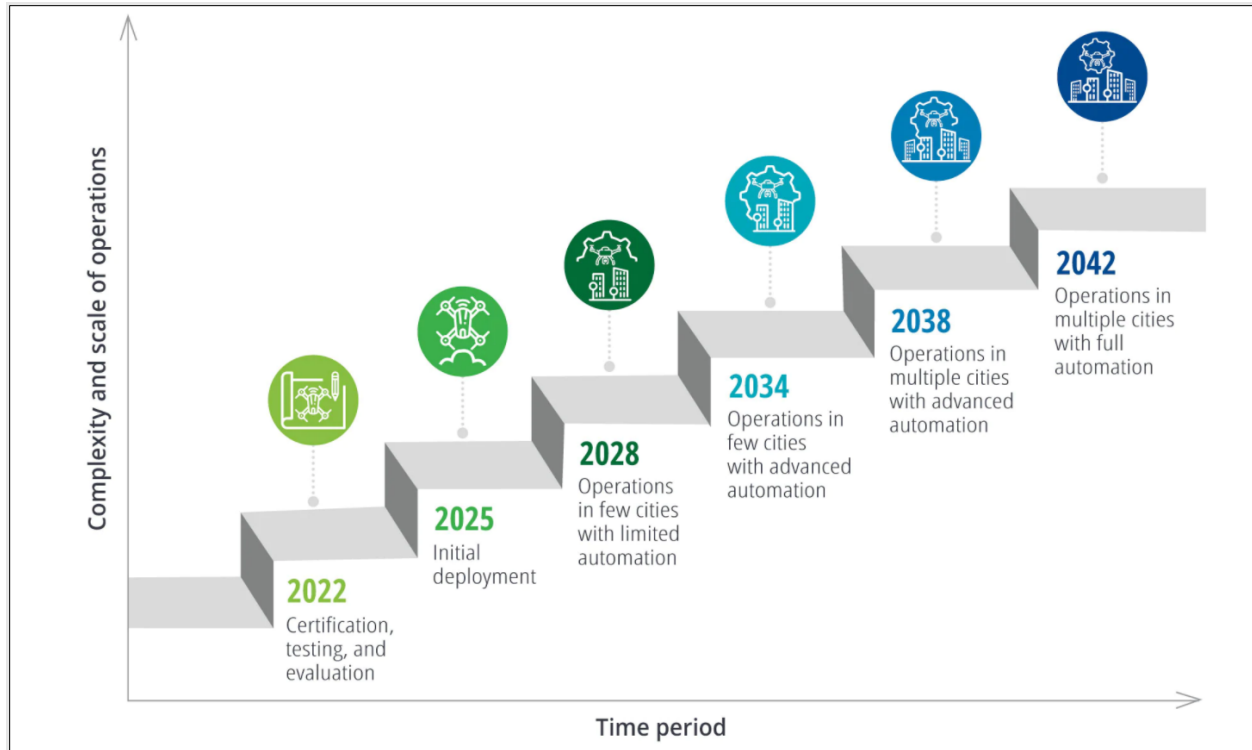 Complexity and scale of operations
2022
Certification,
testing, and
evaluation
2025
Initial
deployment
2028
Operations
in few cities
with limited
automation
2034
Operations in
few cities
with advanced
automation
2038
Operations in
multiple cities
with advanced
automation
2042
Operations in
multiple cities
with full
automation
Time period